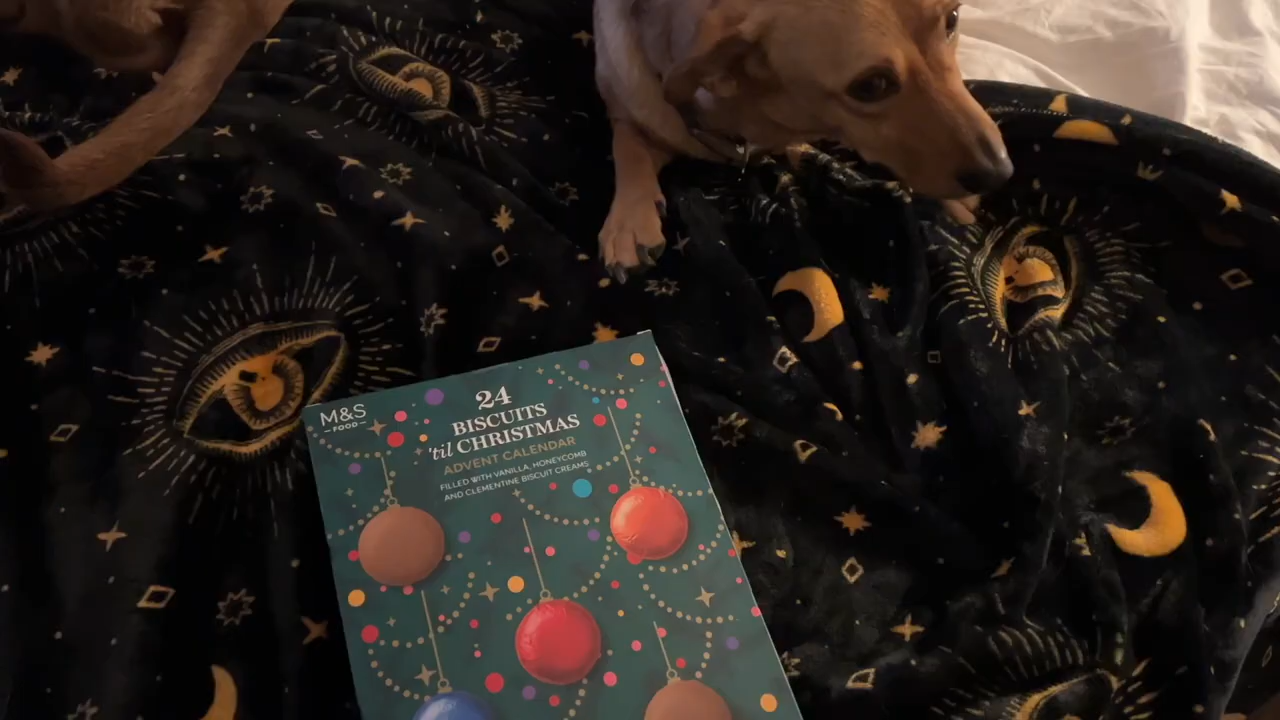 M&S
FOOD
24
BISCUITS
'til CHRISTMAS
ADVENT CALENDAR
FILLED WITH VANILLA, HONEYCOMB
AND CLEMENTINE BISCUIT CREAMS